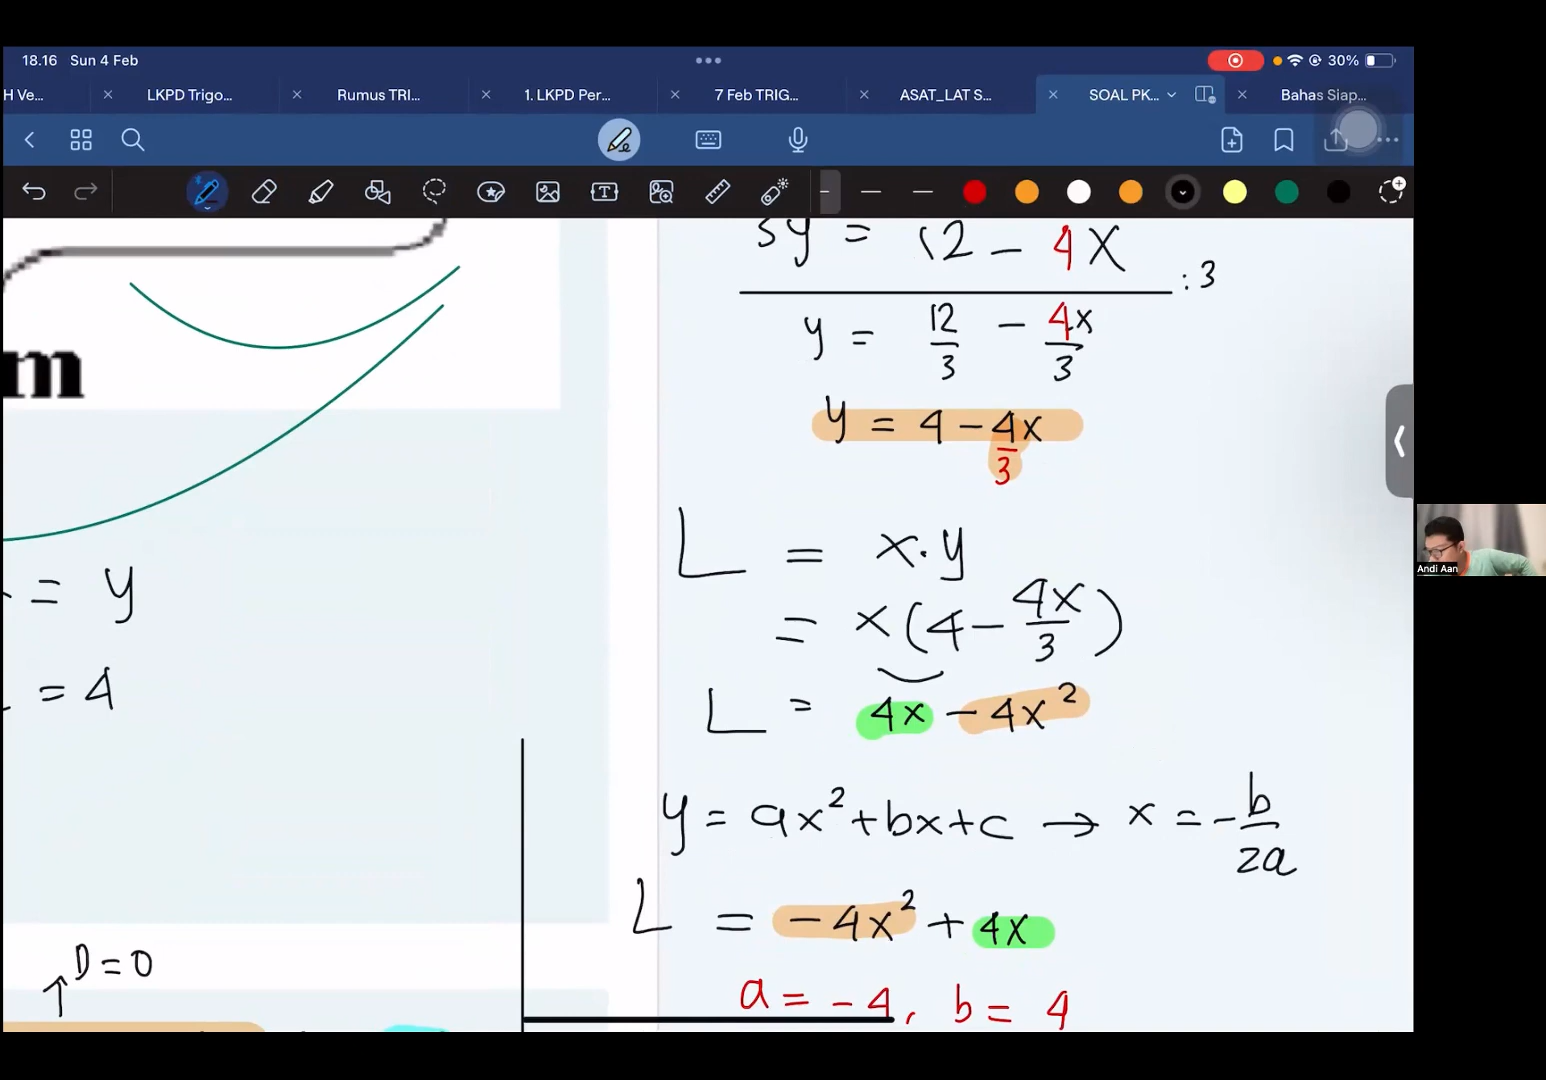 18.16 Sun 4 Feb
30%
H Ve...
LKPD Trigo...
Rumus TRI...
1. LKPD Per...
7 Feb TRIG...
ASAT_LAT S...
SOAL PK...
Bahas Siap...
3y = 12 - 4x
: 3
y = 12/3 - 4x/3
m
y = 4 - 4x/3
L = x.y
= y
= x(4 - 4x/3)
= 4
L = 4x - 4x²
y = ax² + bx + c → x = -b/2a
L = -4x² + 4x
↑ D = 0
a = -4, b = 4
Andi Aan